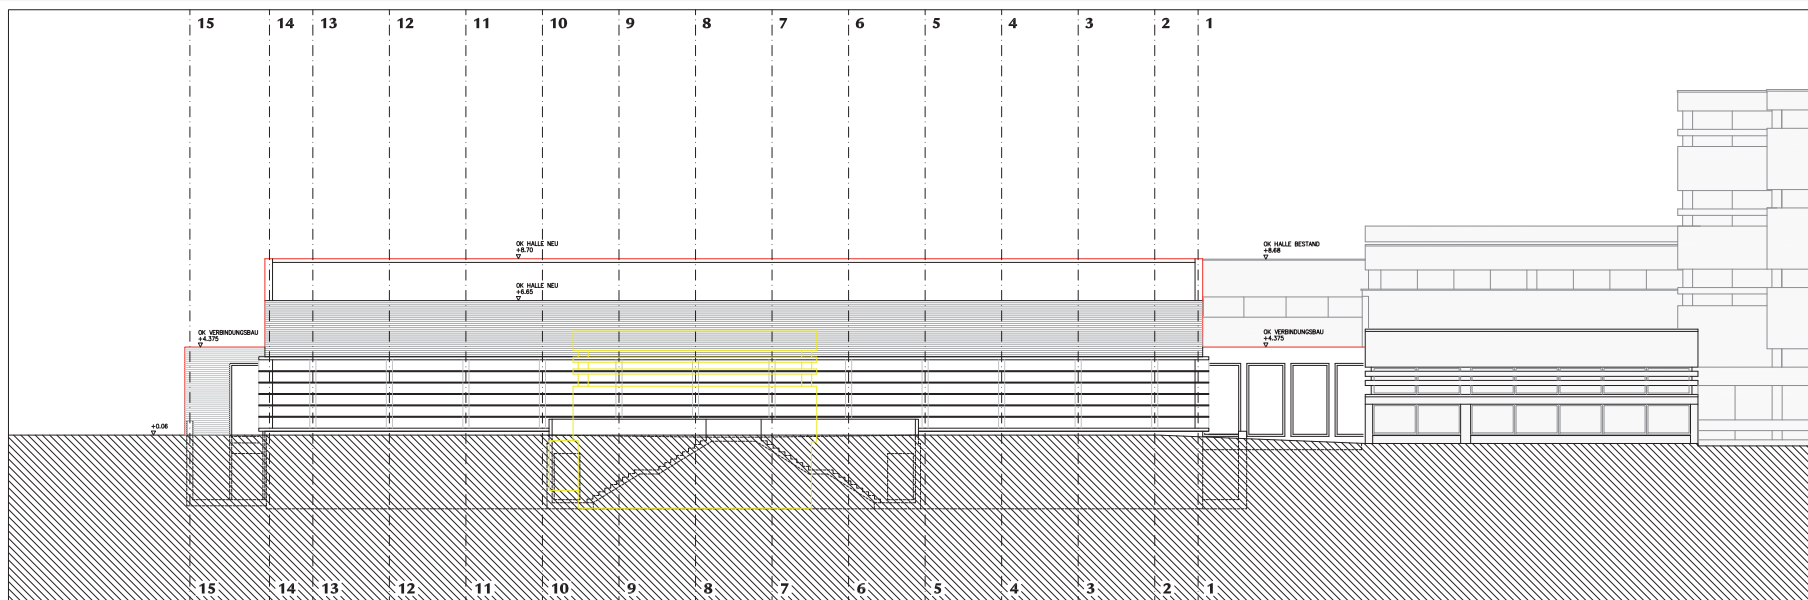 15 14 13 12 11 10 9 8 7 6 5 4 3 2 1
OK HALLE NEU
+8.70
OK HALLE BESTAND
+8.68
OK HALLE NEU
+6.65
OK VERBINDUNGSBAU
+4.375
OK VERBINDUNGSBAU
+4.375
+0.06
15 14 13 12 11 10 9 8 7 6 5 4 3 2 1